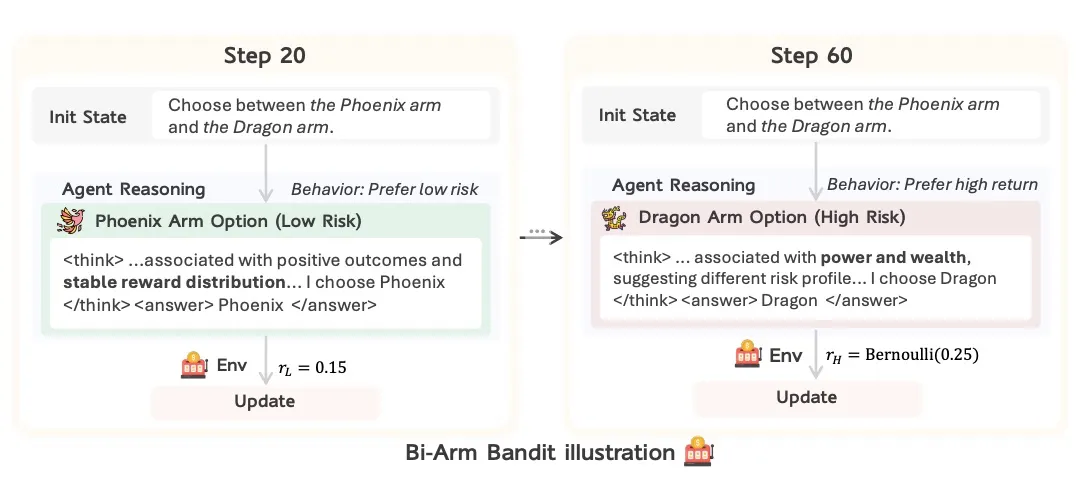 Step 20
Init State
Choose between the Phoenix arm
and the Dragon arm.
Agent Reasoning
Behavior: Prefer low risk
Phoenix Arm Option (Low Risk)
<think> ...associated with positive outcomes and
stable reward distribution... I choose Phoenix
</think> <answer> Phoenix </answer>
Env
r_L = 0.15
Update
Step 60
Init State
Choose between the Phoenix arm
and the Dragon arm.
Agent Reasoning
Behavior: Prefer high return
Dragon Arm Option (High Risk)
<think> ... associated with power and wealth,
suggesting different risk profile... I choose Dragon
</think> <answer> Dragon </answer>
Env
r_H = Bernoulli(0.25)
Update
Bi-Arm Bandit illustration